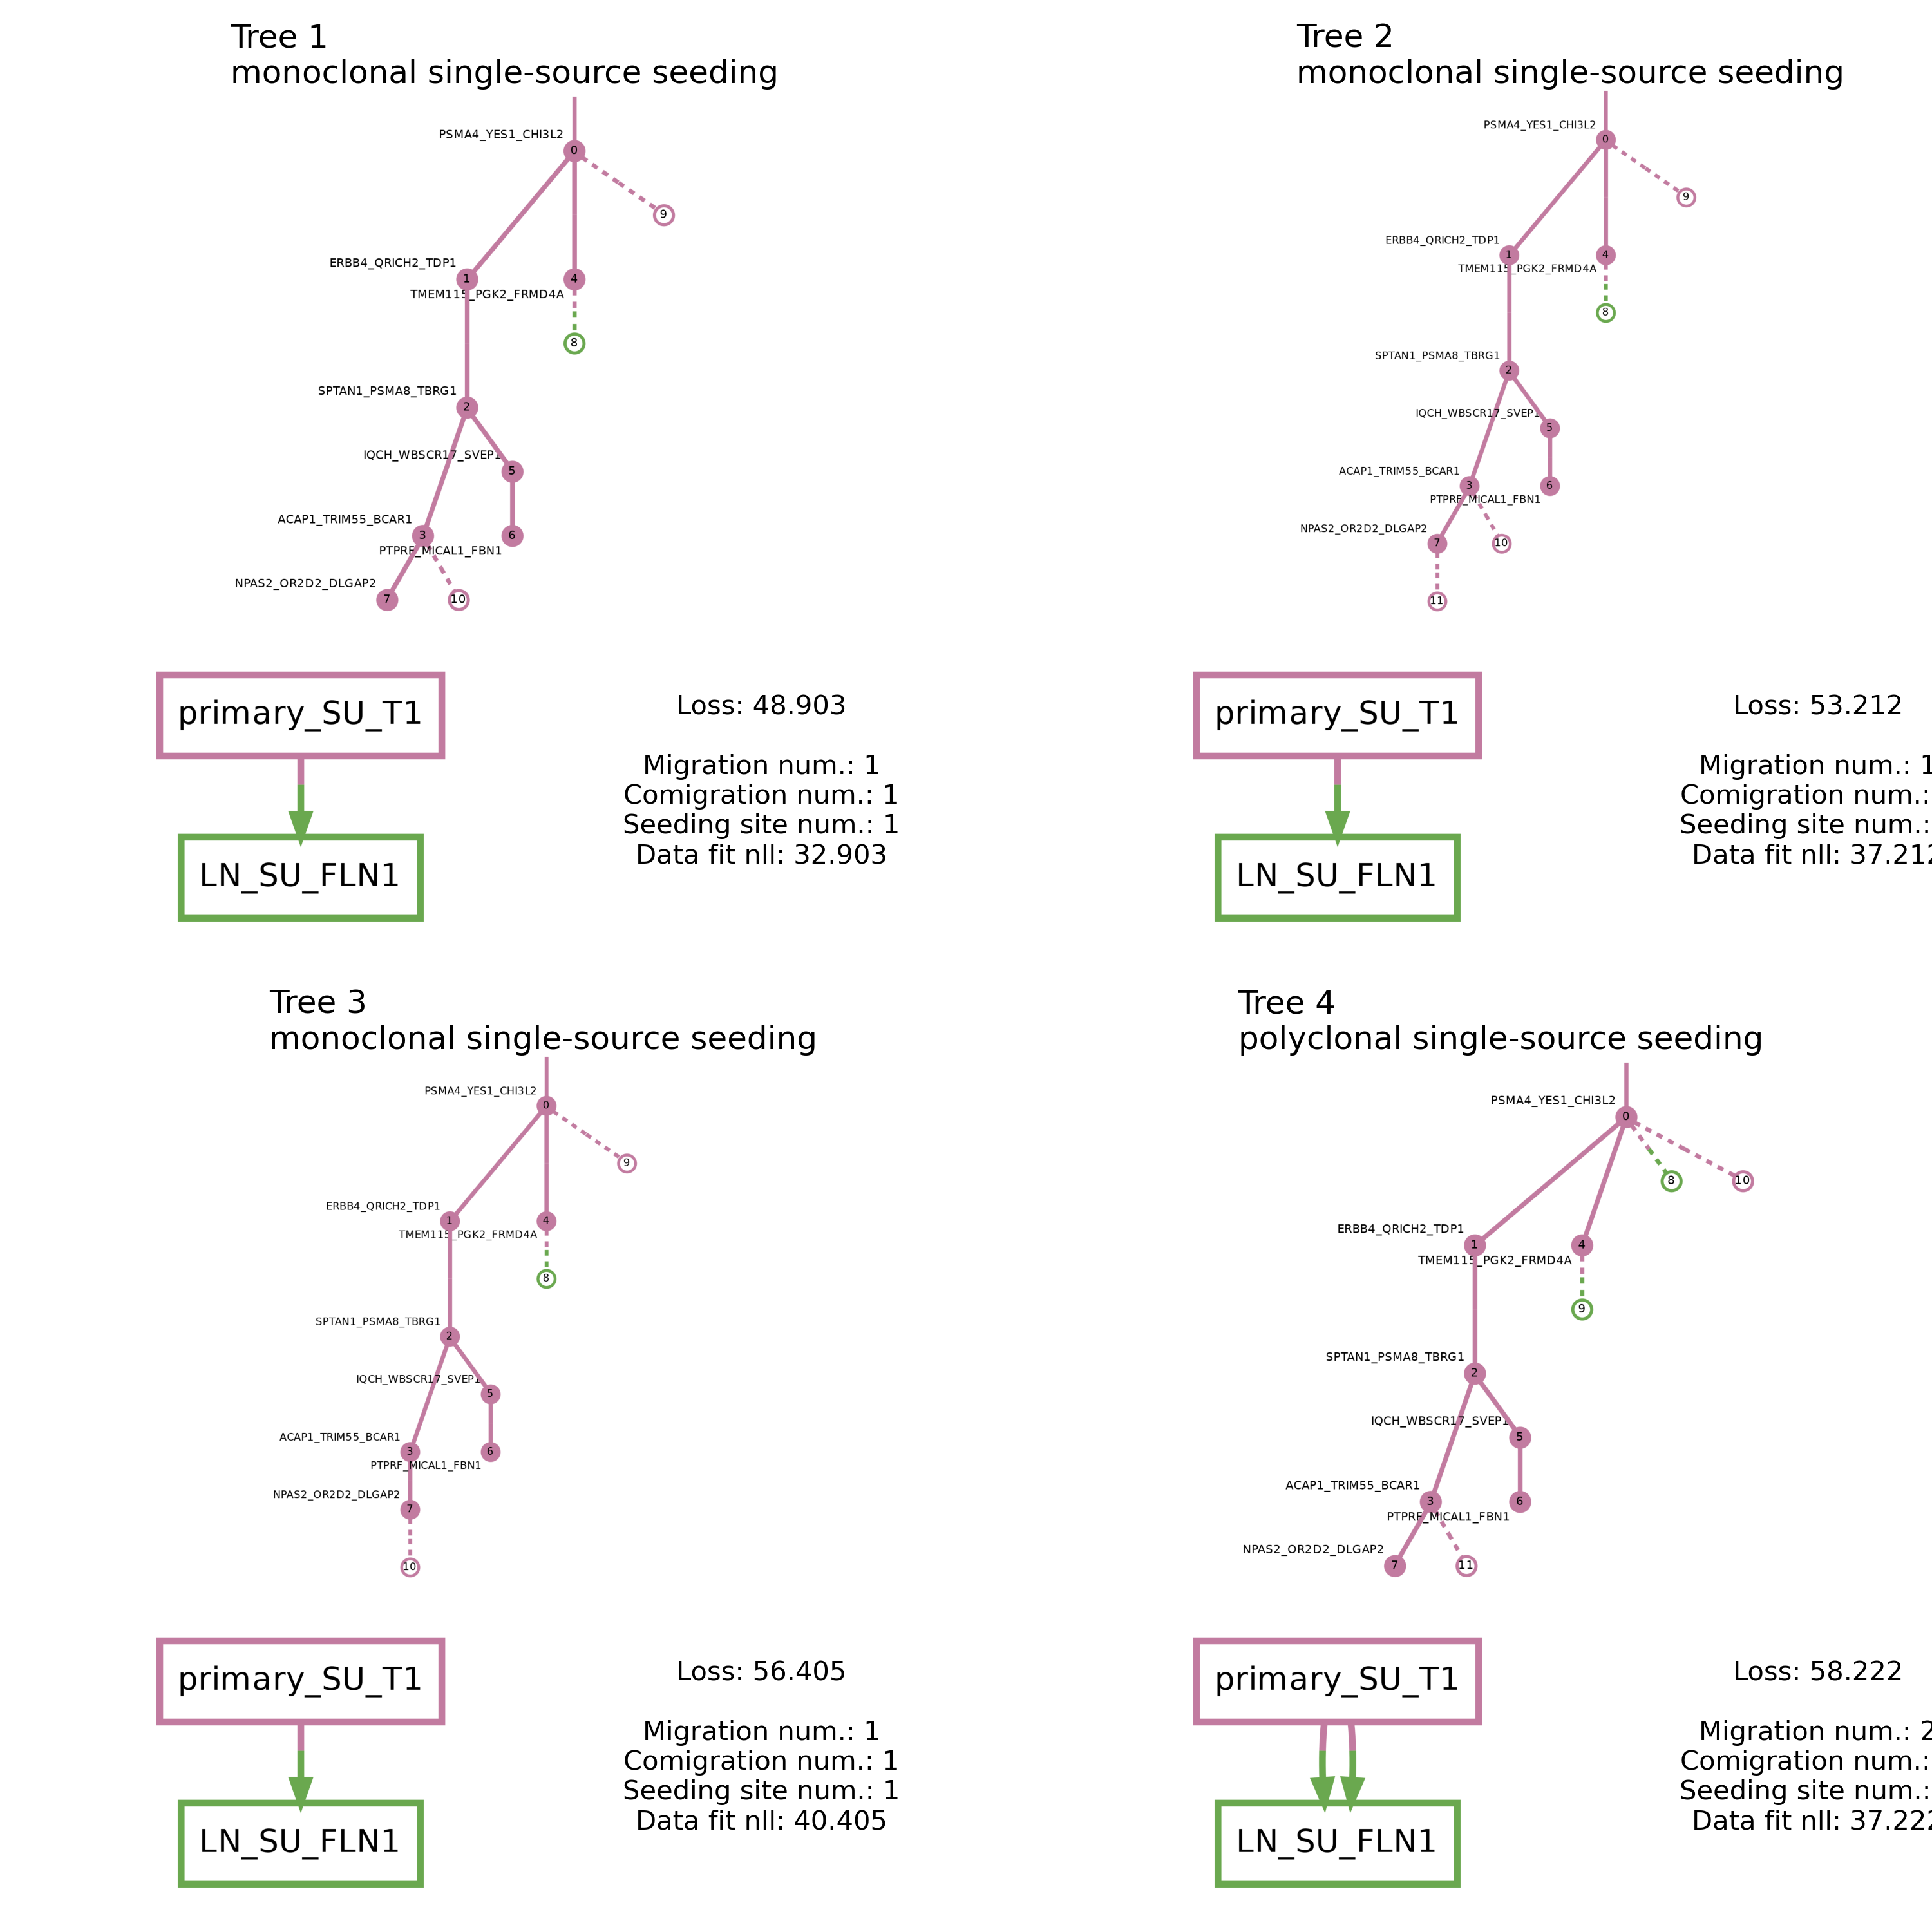 Tree 1
monoclonal single-source seeding
PSMA4_YES1_CHI3L2
0
9
ERBB4_QRICH2_TDP1
1
4
TMEM115_PGK2_FRMD4A
8
SPTAN1_PSMA8_TBRG1
2
IQCH_WBSCR17_SVEP1
5
ACAP1_TRIM55_BCAR1
3
6
PTPRF_MICAL1_FBN1
NPAS2_OR2D2_DLGAP2
7
10
primary_SU_T1
LN_SU_FLN1
Loss: 48.903
Migration num.: 1
Comigration num.: 1
Seeding site num.: 1
Data fit nll: 32.903
Tree 2
monoclonal single-source seeding
PSMA4_YES1_CHI3L2
0
9
ERBB4_QRICH2_TDP1
1
4
TMEM115_PGK2_FRMD4A
8
SPTAN1_PSMA8_TBRG1
2
IQCH_WBSCR17_SVEP1
5
ACAP1_TRIM55_BCAR1
3
6
PTPRF_MICAL1_FBN1
NPAS2_OR2D2_DLGAP2
7
10
11
primary_SU_T1
LN_SU_FLN1
Loss: 53.212
Migration num.: 1
Comigration num.:
Seeding site num.:
Data fit nll: 37.212
Tree 3
monoclonal single-source seeding
PSMA4_YES1_CHI3L2
0
9
ERBB4_QRICH2_TDP1
1
4
TMEM115_PGK2_FRMD4A
8
SPTAN1_PSMA8_TBRG1
2
IQCH_WBSCR17_SVEP1
5
ACAP1_TRIM55_BCAR1
3
6
PTPRF_MICAL1_FBN1
NPAS2_OR2D2_DLGAP2
7
10
primary_SU_T1
LN_SU_FLN1
Loss: 56.405
Migration num.: 1
Comigration num.: 1
Seeding site num.: 1
Data fit nll: 40.405
Tree 4
polyclonal single-source seeding
PSMA4_YES1_CHI3L2
0
8
10
ERBB4_QRICH2_TDP1
1
4
TMEM115_PGK2_FRMD4A
9
SPTAN1_PSMA8_TBRG1
2
IQCH_WBSCR17_SVEP1
5
ACAP1_TRIM55_BCAR1
3
6
PTPRF_MICAL1_FBN1
NPAS2_OR2D2_DLGAP2
7
11
primary_SU_T1
LN_SU_FLN1
Loss: 58.222
Migration num.: 2
Comigration num.:
Seeding site num.:
Data fit nll: 37.222